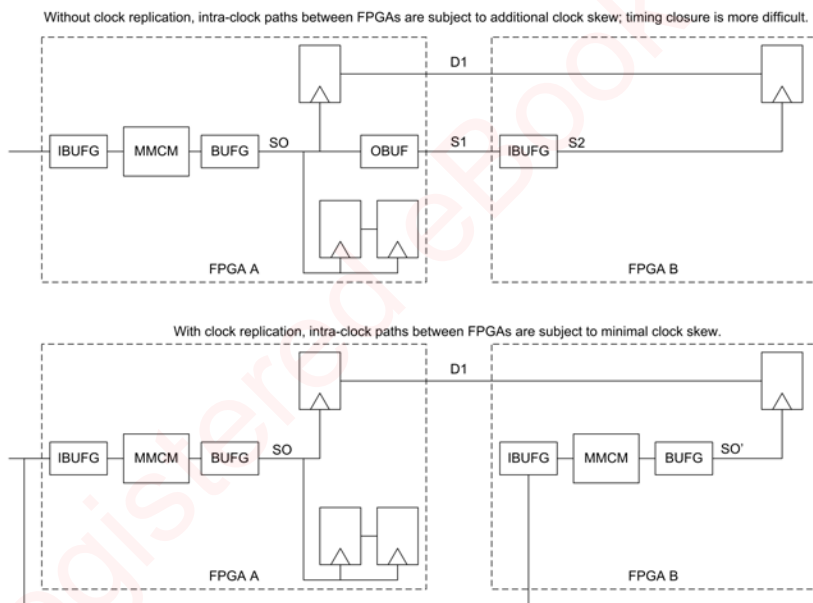 Without clock replication, intra-clock paths between FPGAs are subject to additional clock skew; timing closure is more difficult.
D1
IBUFG
MMCM
BUFG
SO
OBUF
S1
IBUFG
S2
FPGA A
FPGA B
With clock replication, intra-clock paths between FPGAs are subject to minimal clock skew.
D1
IBUFG
MMCM
BUFG
SO
IBUFG
MMCM
BUFG
SO'
FPGA A
FPGA B
egistered eBook